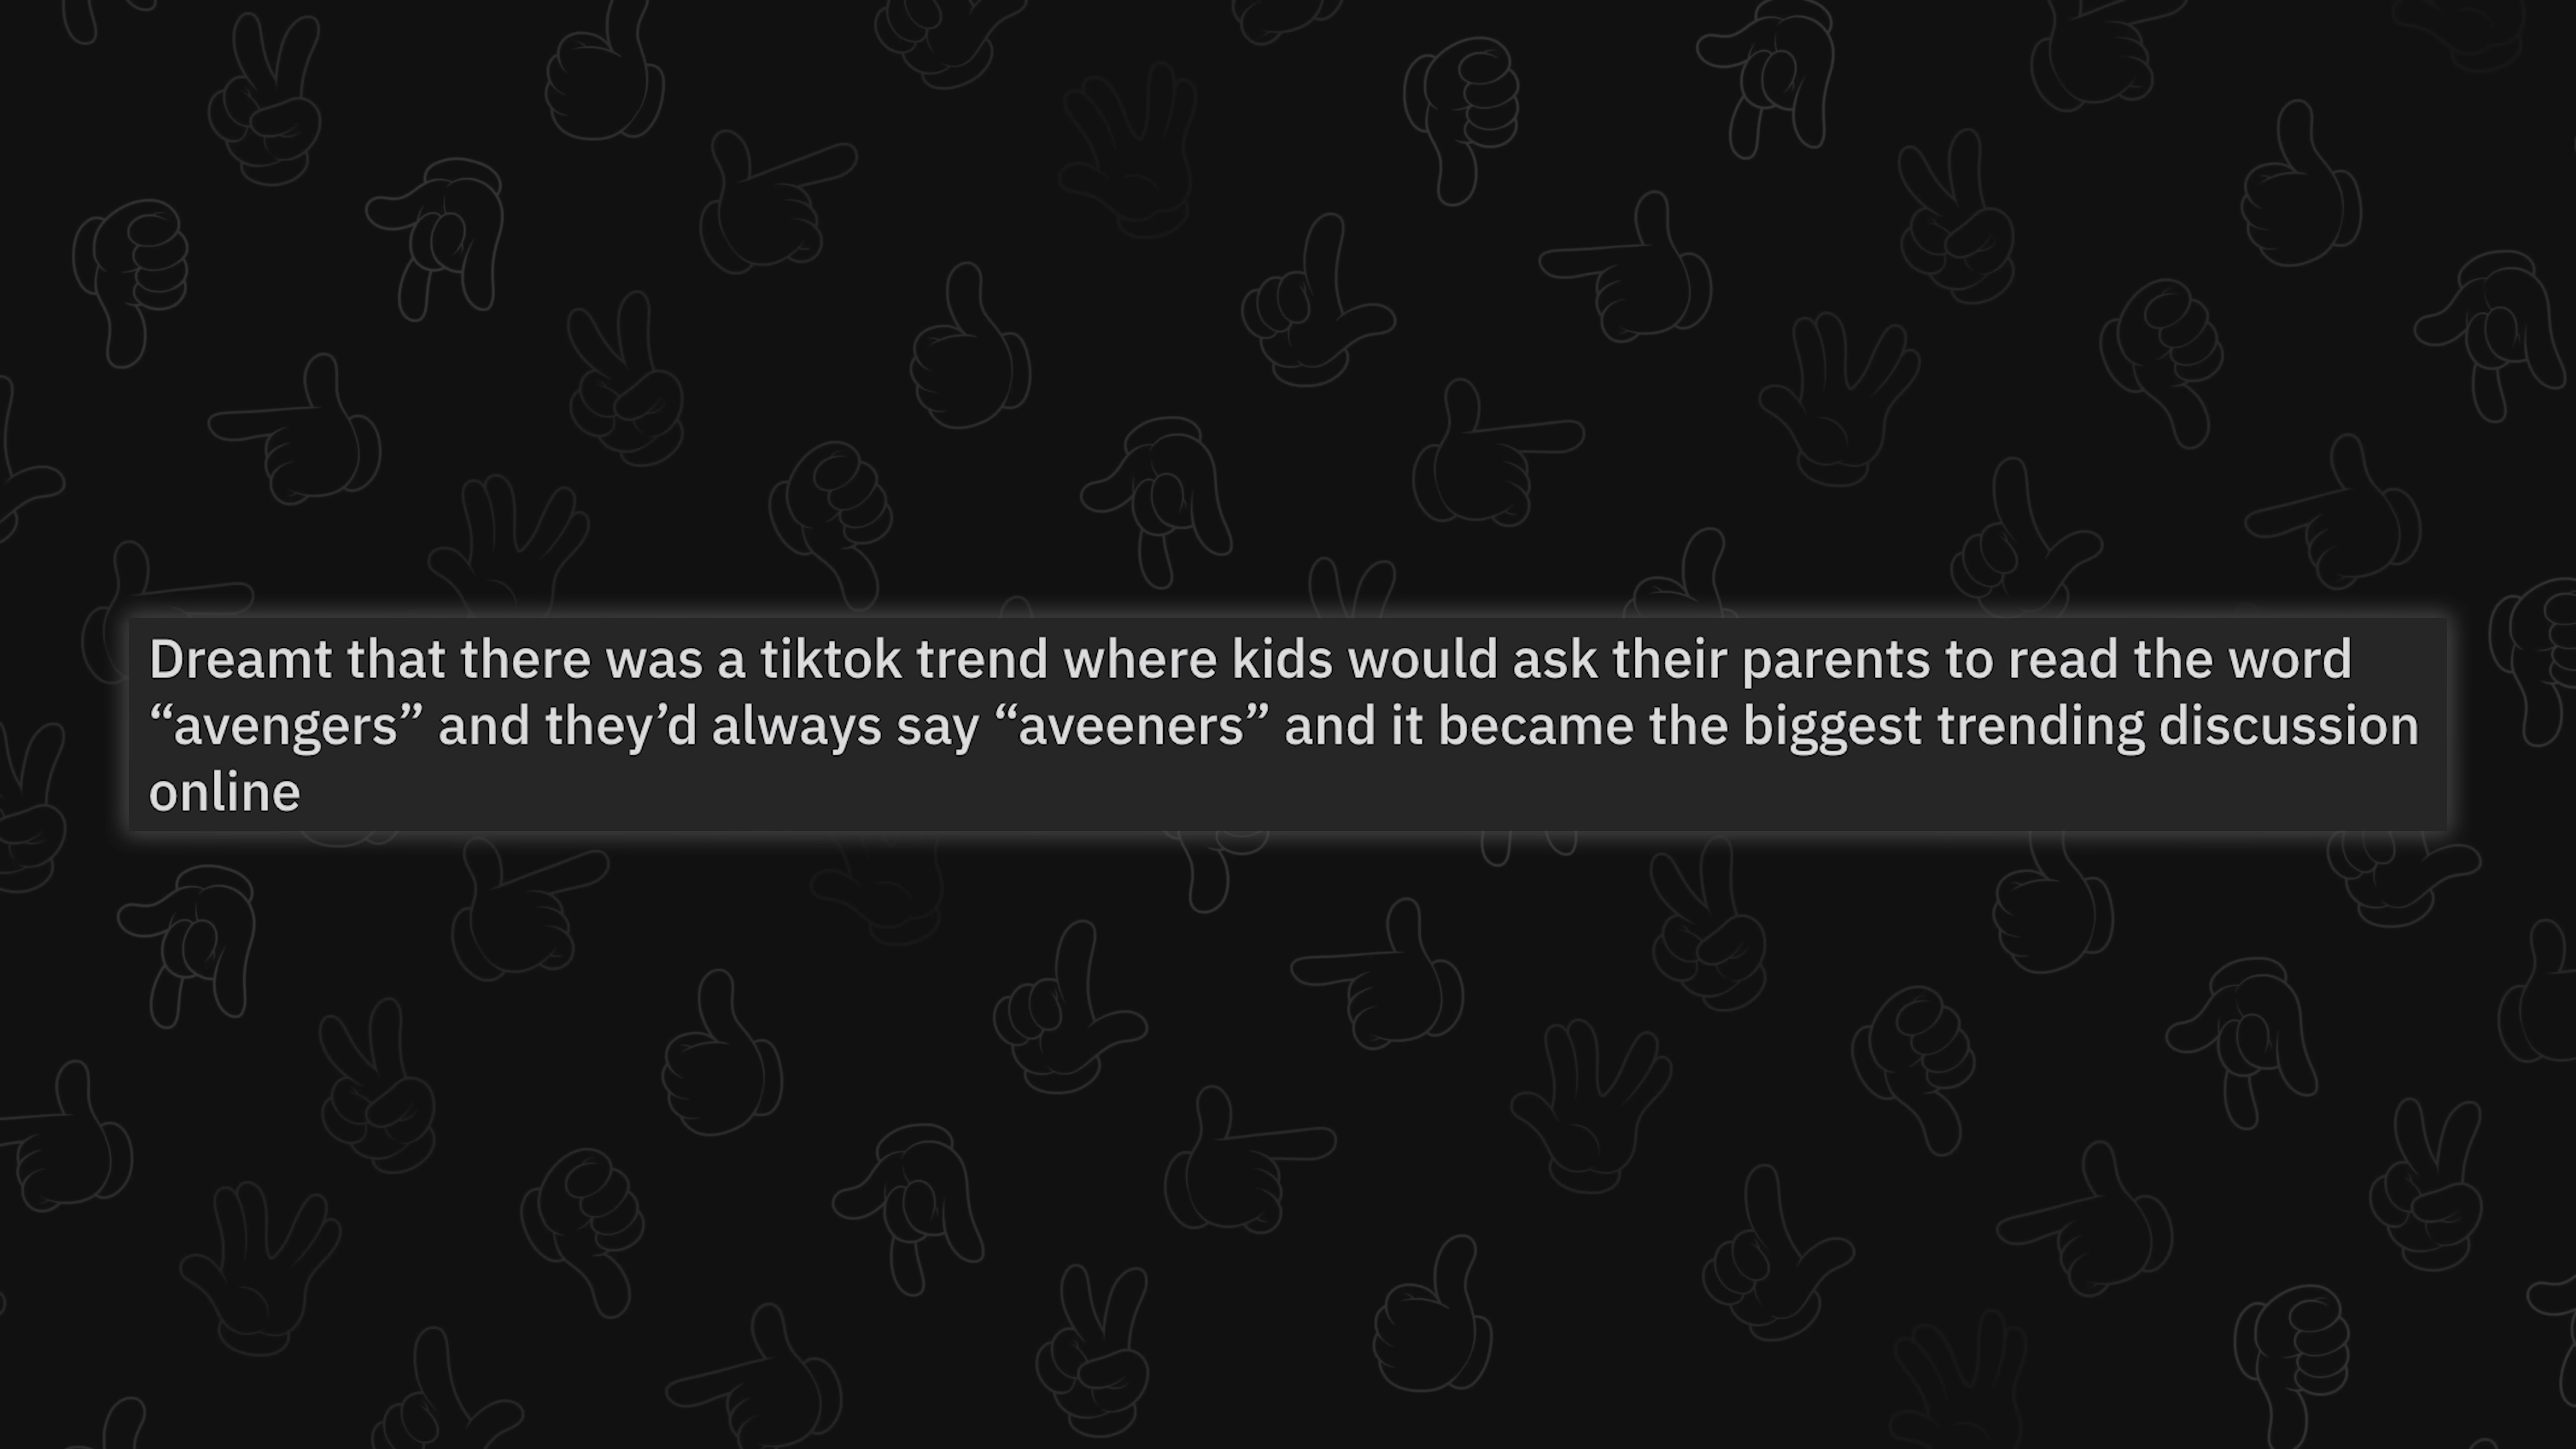 Dreamt that there was a tiktok trend where kids would ask their parents to read the word
“avengers” and they’d always say “aveeners” and it became the biggest trending discussion
online